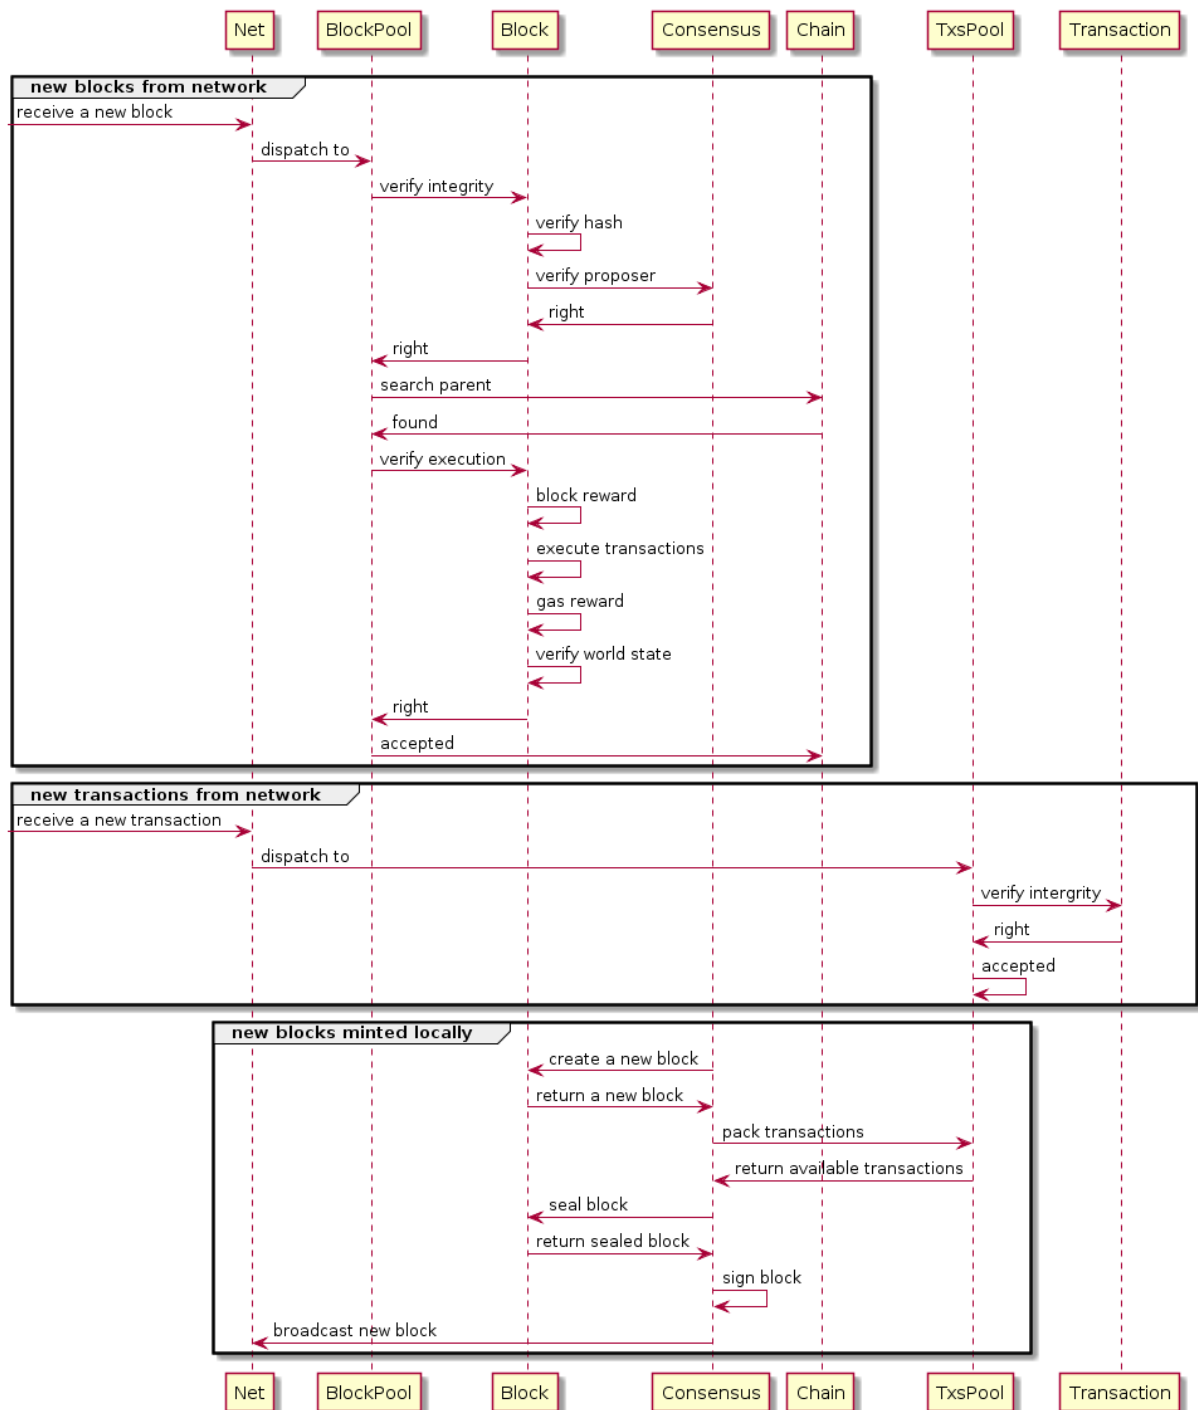 Net BlockPool Block Consensus Chain TxsPool Transaction
new blocks from network
receive a new block
dispatch to
verify integrity
verify hash
verify proposer
right
right
search parent
found
verify execution
block reward
execute transactions
gas reward
verify world state
right
accepted
new transactions from network
receive a new transaction
dispatch to
verify intergrity
right
accepted
new blocks minted locally
create a new block
return a new block
pack transactions
return available transactions
seal block
return sealed block
sign block
broadcast new block
Net BlockPool Block Consensus Chain TxsPool Transaction